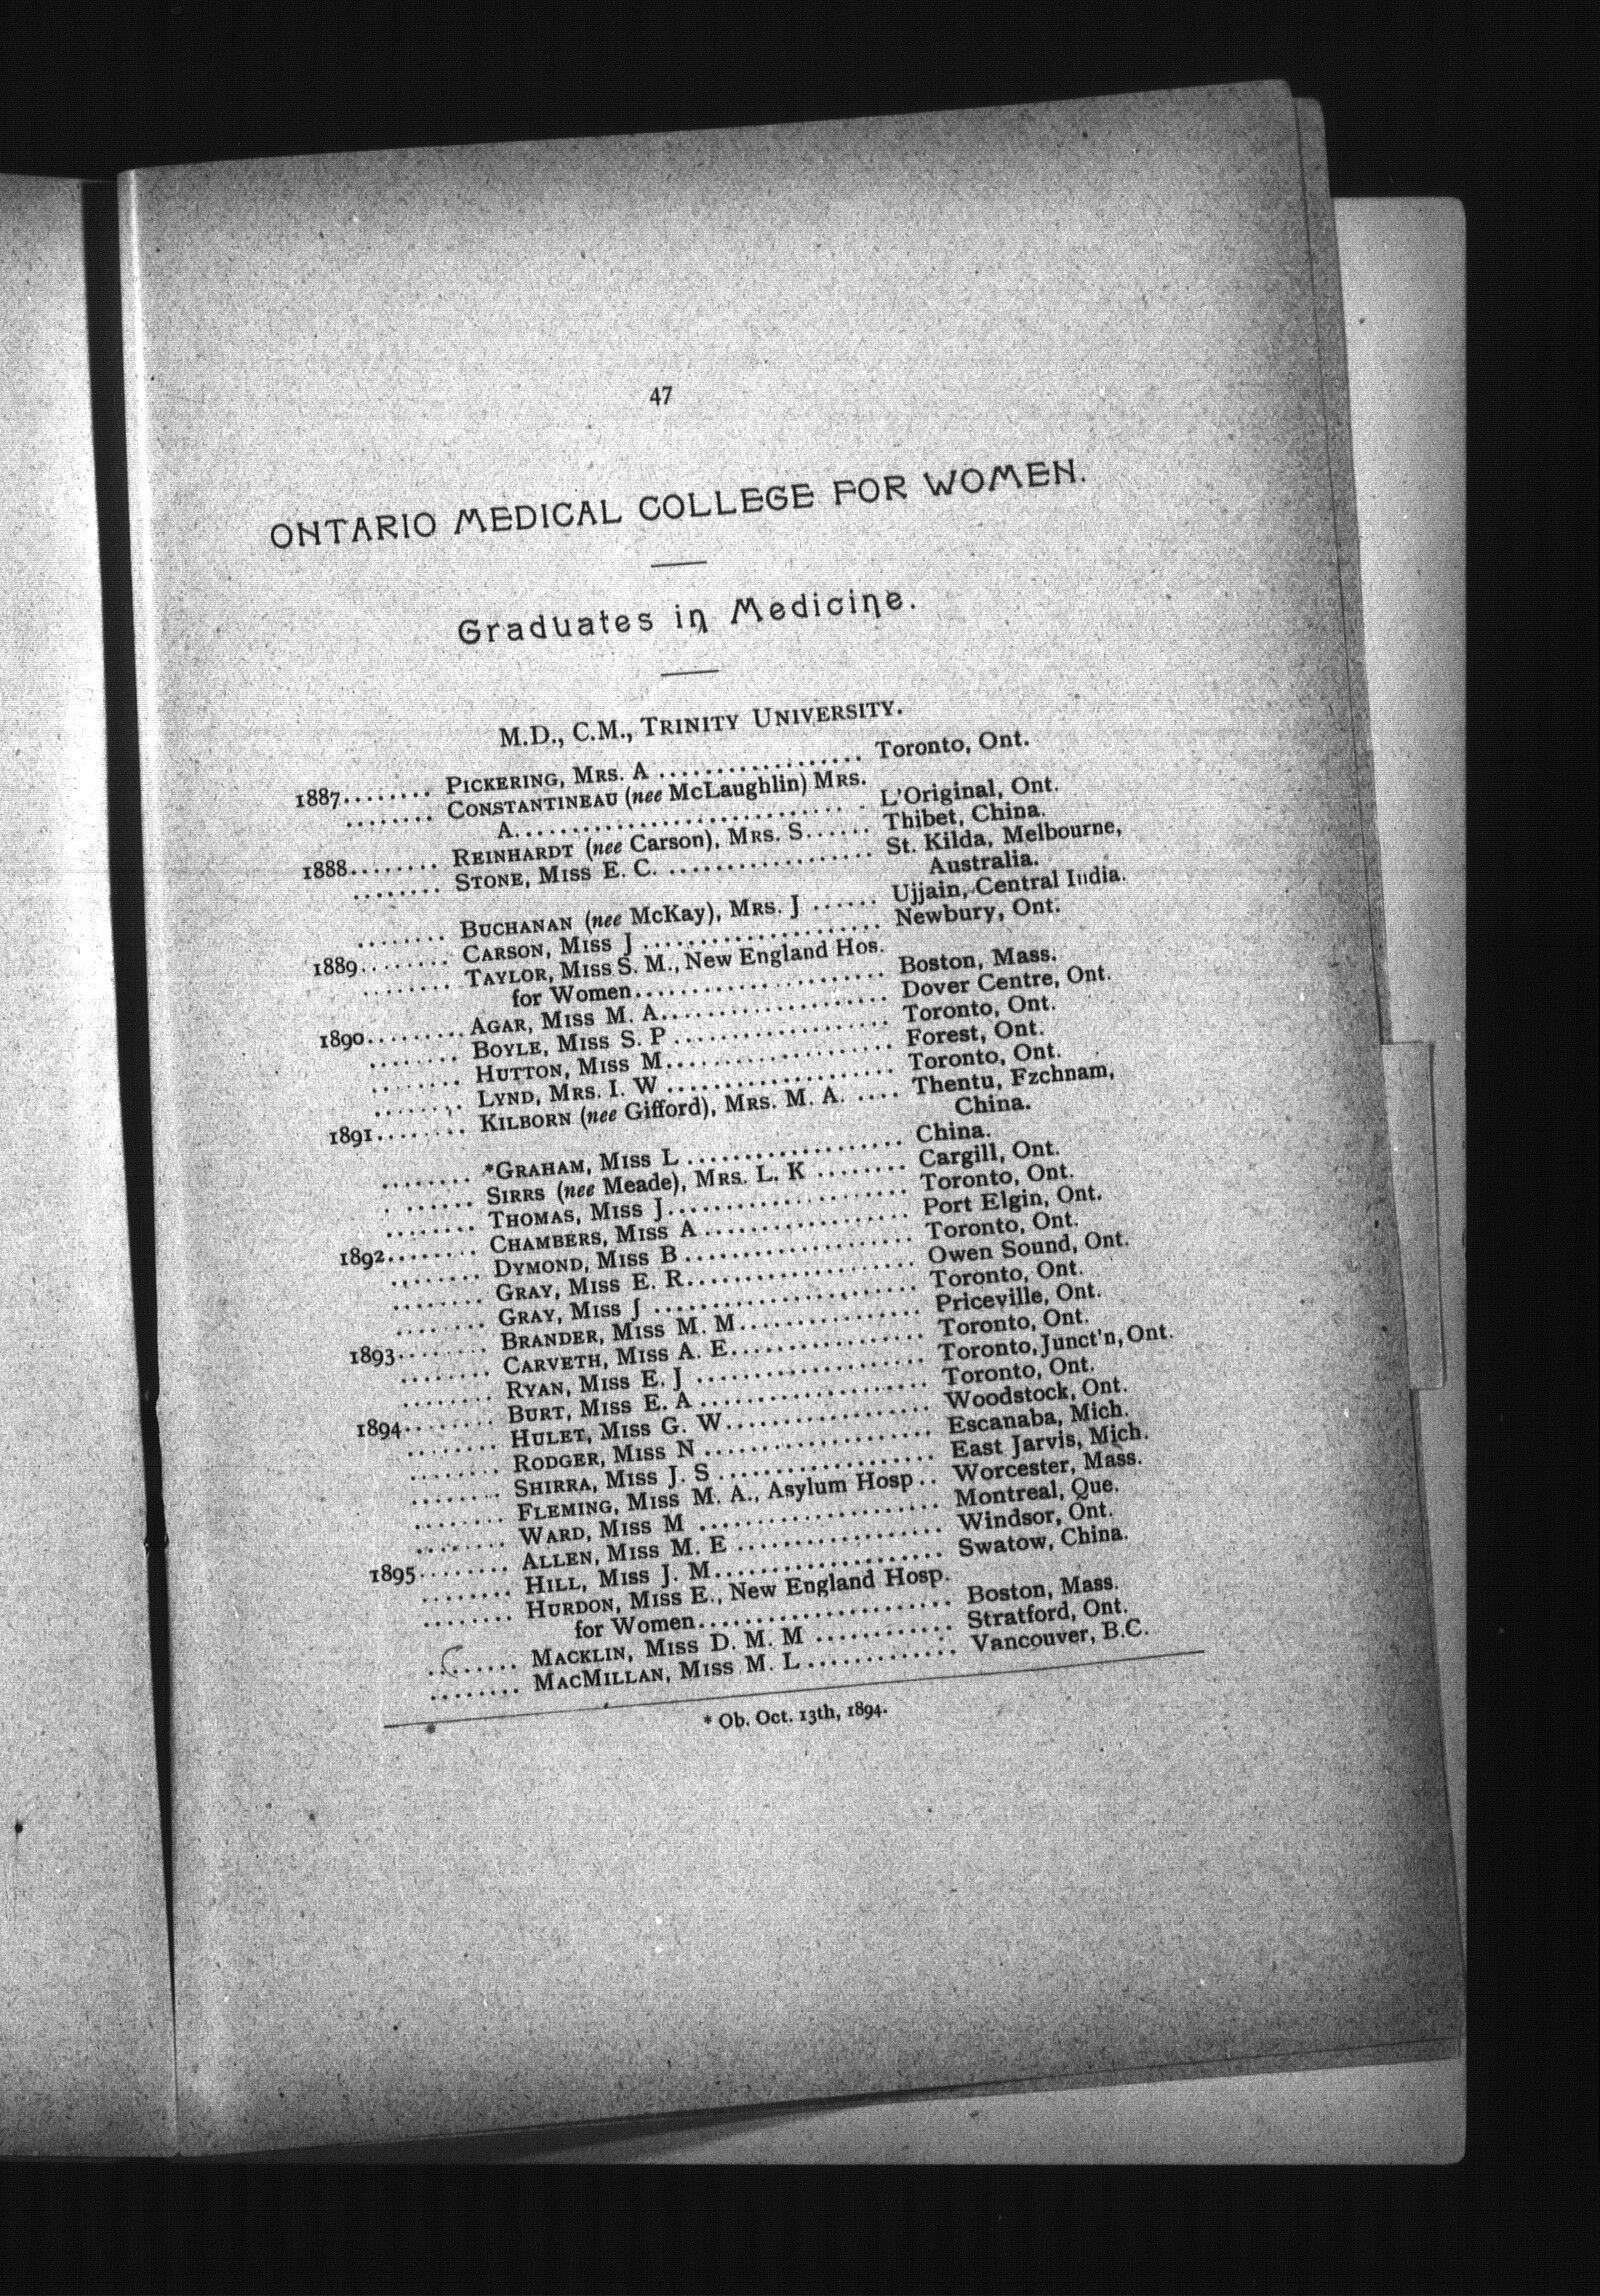 47
ONTARIO MEDICAL COLLEGE FOR WOMEN.
Graduates in Medicine.
M.D., C.M., TRINITY UNIVERSITY.
1887........ PICKERING, MRS. A .................. Toronto, Ont.
........ CONSTANTINEAU (nee McLaughlin) MRS.
A.............................. L'Original, Ont.
1888........ REINHARDT (nee Carson), MRS. S...... Thibet, China.
........ STONE, MISS E. C. .................. St. Kilda, Melbourne,
Australia.
........ BUCHANAN (nee McKay), MRS. J ...... Ujjain, Central India.
1889........ CARSON, MISS J ..................... Newbury, Ont.
........ TAYLOR, MISS S. M., New England Hos.
for Women...................... Boston, Mass.
1890......... AGAR, MISS M. A.................... Dover Centre, Ont.
........ BOYLE, MISS S. P ................... Toronto, Ont.
........ HUTTON, MISS M.................... Forest, Ont.
........ LYND, MRS. I. W .................... Toronto, Ont.
1891........ KILBORN (nee Gifford), MRS. M. A. .... Thentu, Fzchnam,
China.
........ *GRAHAM, MISS L ................... China.
. ...... SIRRS (nee Meade), MRS. L. K ........ Cargill, Ont.
........ THOMAS, MISS J..................... Toronto, Ont.
1892........ CHAMBERS, MISS A .................. Port Elgin, Ont.
........ DYMOND, MISS B .................... Toronto, Ont.
........ GRAY, MISS E. R.................... Owen Sound, Ont.
........ GRAY, MISS J ....................... Toronto, Ont.
1893........ BRANDER, MISS M. M................ Priceville, Ont.
........ CARVETH, MISS A. E................. Toronto, Ont.
........ RYAN, MISS E. J .................... Toronto, Junct'n, Ont.
1894........ BURT, MISS E. A .................... Toronto, Ont.
........ HULET, MISS G. W.................. Woodstock, Ont.
........ RODGER, MISS N .................... Escanaba, Mich.
........ SHIRRA, MISS J. S ................... East Jarvis, Mich.
........ FLEMING, MISS M. A., Asylum Hosp .. Worcester, Mass.
........ WARD, MISS M ..................... Montreal, Que.
1895........ ALLEN, MISS M. E .................. Windsor, Ont.
........ HILL, MISS J. M.................... Swatow, China.
........ HURDON, MISS E., New England Hosp.
for Women...................... Boston, Mass.
........ MACKLIN, MISS D. M. M ............ Stratford, Ont.
........ MACMILLAN, MISS M. L ............. Vancouver, B.C.
* Ob. Oct. 13th, 1894.